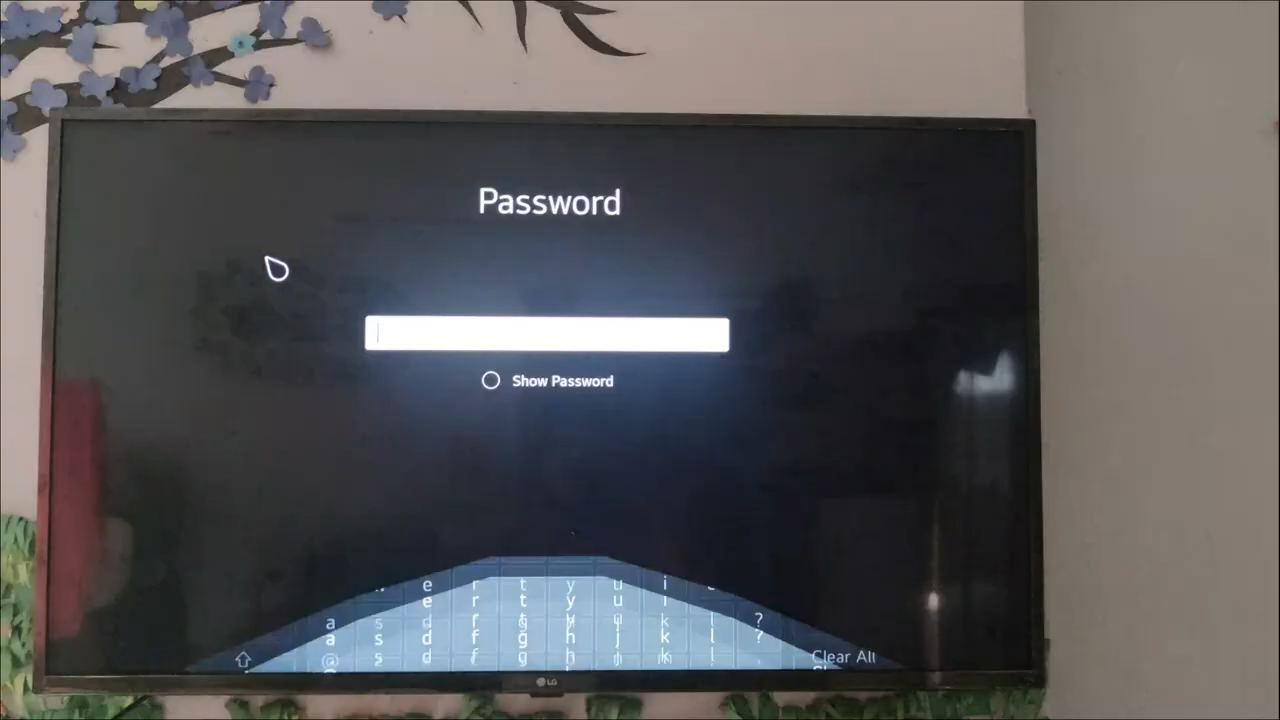 Password
Show Password
e r t y u i
e r t y u i
a s d r t y u k l ?
a s d f g h j k l ?
@ s d f g h j m ! . Clear All
LG